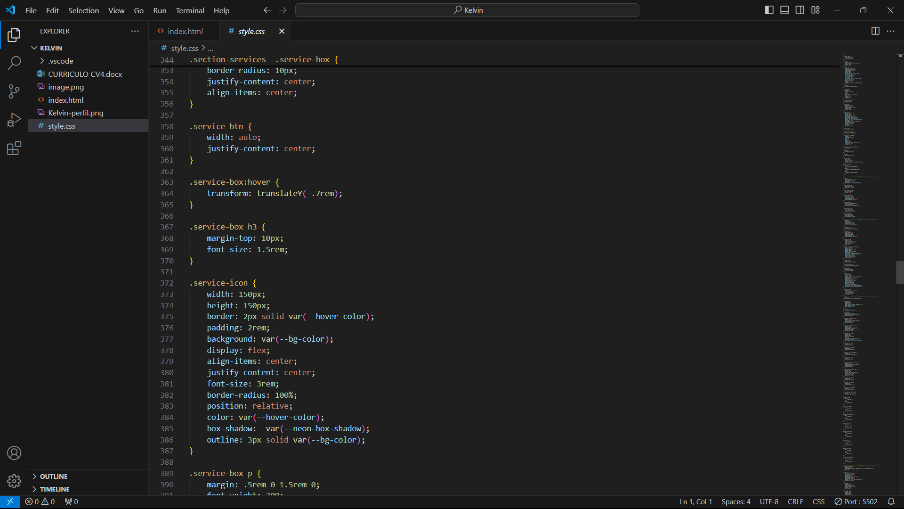 File Edit Selection View Go Run Terminal Help
Kelvin
EXPLORER
KELVIN
.vscode
CURRICULO CV4.docx
image.png
index.html
Kelvin-perfil.png
style.css
OUTLINE
TIMELINE
index.html
style.css
style.css > ...
344 .section-services .service-box {
353 border-radius: 10px;
354 justify-content: center;
355 align-items: center;
356 }
357
358 .service btn {
359 width: auto;
360 justify-content: center;
361 }
362
363 .service-box:hover {
364 transform: translateY( .7rem);
365 }
366
367 .service-box h3 {
368 margin-top: 10px;
369 font size: 1.5rem;
370 }
371
372 .service-icon {
373 width: 150px;
374 height: 150px;
375 border: 2px solid var( hover color);
376 padding: 2rem;
377 background: var(--bg-color);
378 display: flex;
379 align-items: center;
380 justify content: center;
381 font-size: 3rem;
382 border-radius: 100%;
383 position: relative;
384 color: var(--hover-color);
385 box-shadow: var(--neon-box-shadow);
386 outline: 3px solid var(--bg-color);
387 }
388
389 .service-box p {
390 margin: .5rem 0 1.5rem 0;
0 0 0
Ln 1, Col 1 Spaces: 4 UTF-8 CRLF CSS Port : 5502